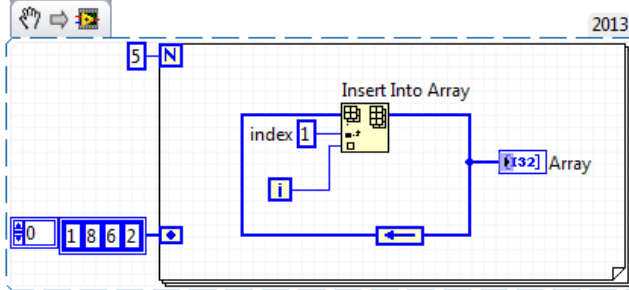 2013
5 N
Insert Into Array
index 1
[I32] Array
i
0 1 8 6 2